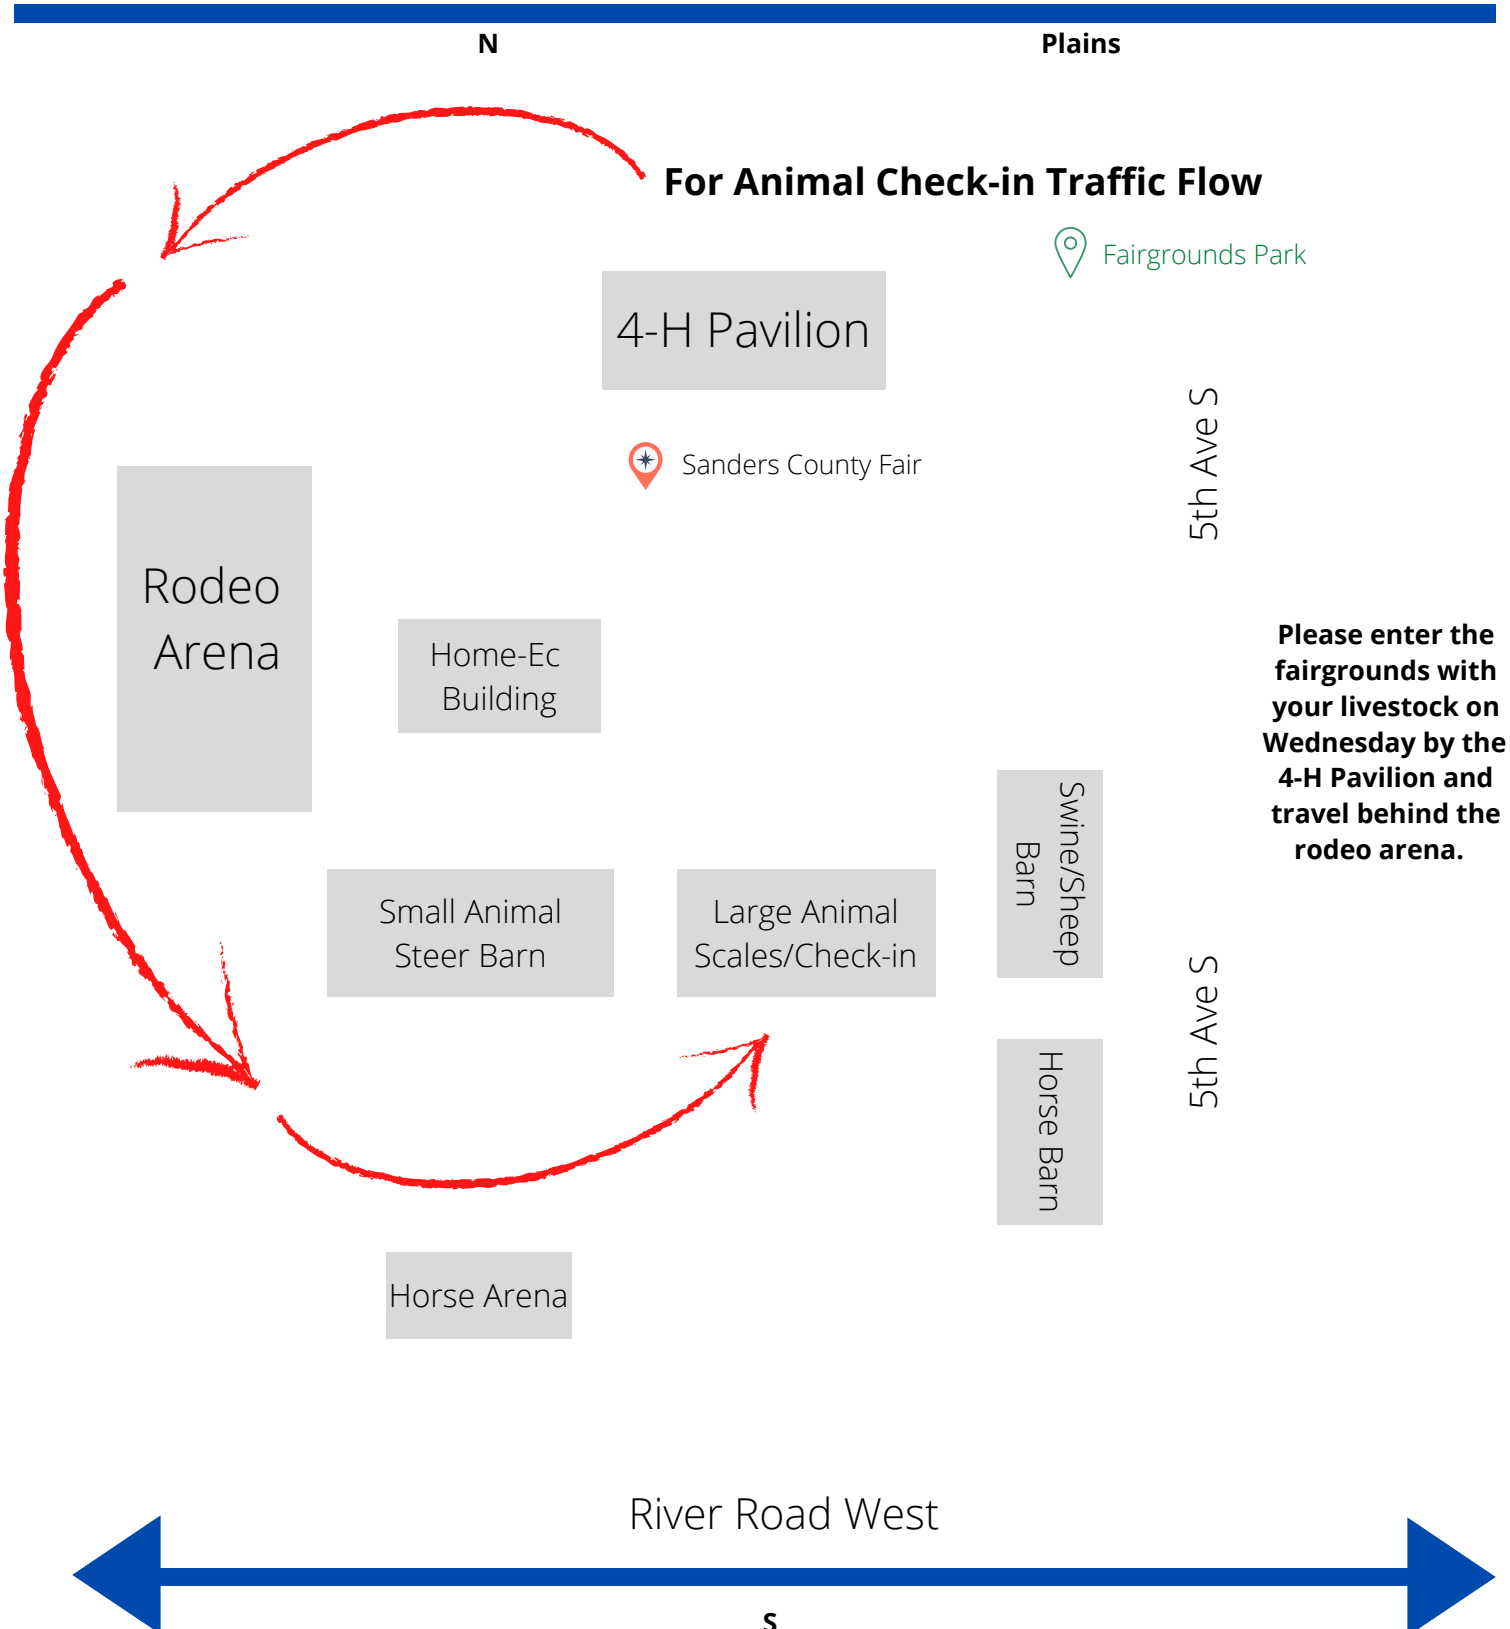 N
Plains
For Animal Check-in Traffic Flow
Fairgrounds Park
4-H Pavilion
5th Ave S
Sanders County Fair
Rodeo
Arena
Home-Ec
Building
Please enter the
fairgrounds with
your livestock on
Wednesday by the
4-H Pavilion and
travel behind the
rodeo arena.
Swine/Sheep
Barn
Small Animal
Steer Barn
Large Animal
Scales/Check-in
5th Ave S
Horse Barn
Horse Arena
River Road West
S